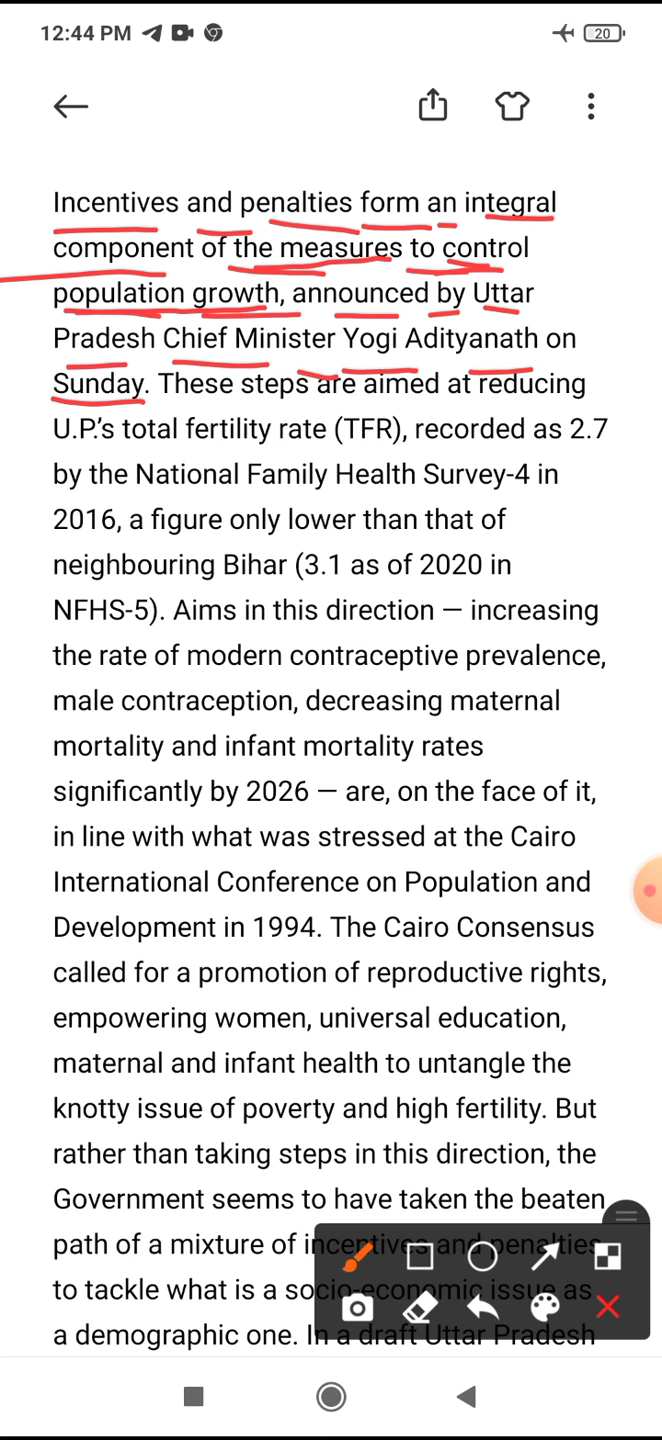 12:44 PM
20
Incentives and penalties form an integral
component of the measures to control
population growth, announced by Uttar
Pradesh Chief Minister Yogi Adityanath on
Sunday. These steps are aimed at reducing
U.P.'s total fertility rate (TFR), recorded as 2.7
by the National Family Health Survey-4 in
2016, a figure only lower than that of
neighbouring Bihar (3.1 as of 2020 in
NFHS-5). Aims in this direction — increasing
the rate of modern contraceptive prevalence,
male contraception, decreasing maternal
mortality and infant mortality rates
significantly by 2026 — are, on the face of it,
in line with what was stressed at the Cairo
International Conference on Population and
Development in 1994. The Cairo Consensus
called for a promotion of reproductive rights,
empowering women, universal education,
maternal and infant health to untangle the
knotty issue of poverty and high fertility. But
rather than taking steps in this direction, the
Government seems to have taken the beaten
path of a mixture of incentives and penalties
to tackle what is a socio-economic issue as
a demographic one. In a draft Uttar Pradesh